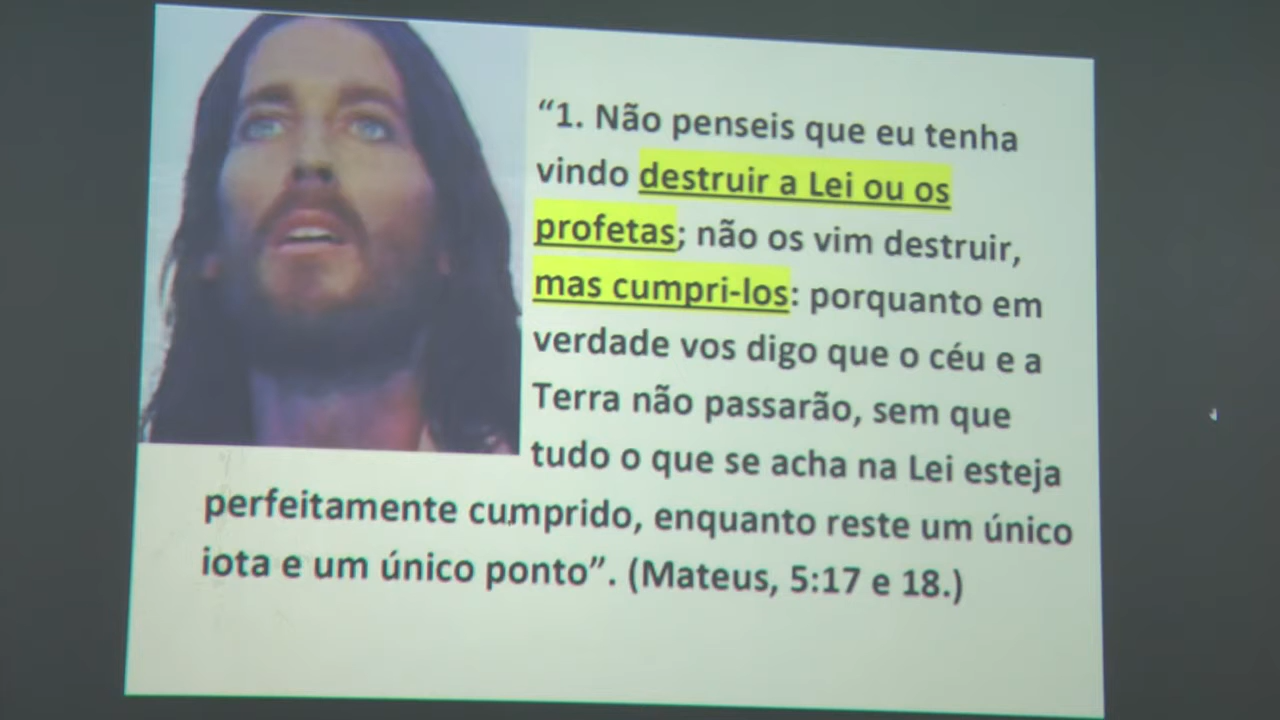 “1. Não penseis que eu tenha
vindo destruir a Lei ou os
profetas; não os vim destruir,
mas cumpri-los: porquanto em
verdade vos digo que o céu e a
Terra não passarão, sem que
tudo o que se acha na Lei esteja
perfeitamente cumprido, enquanto reste um único
iota e um único ponto”. (Mateus, 5:17 e 18.)